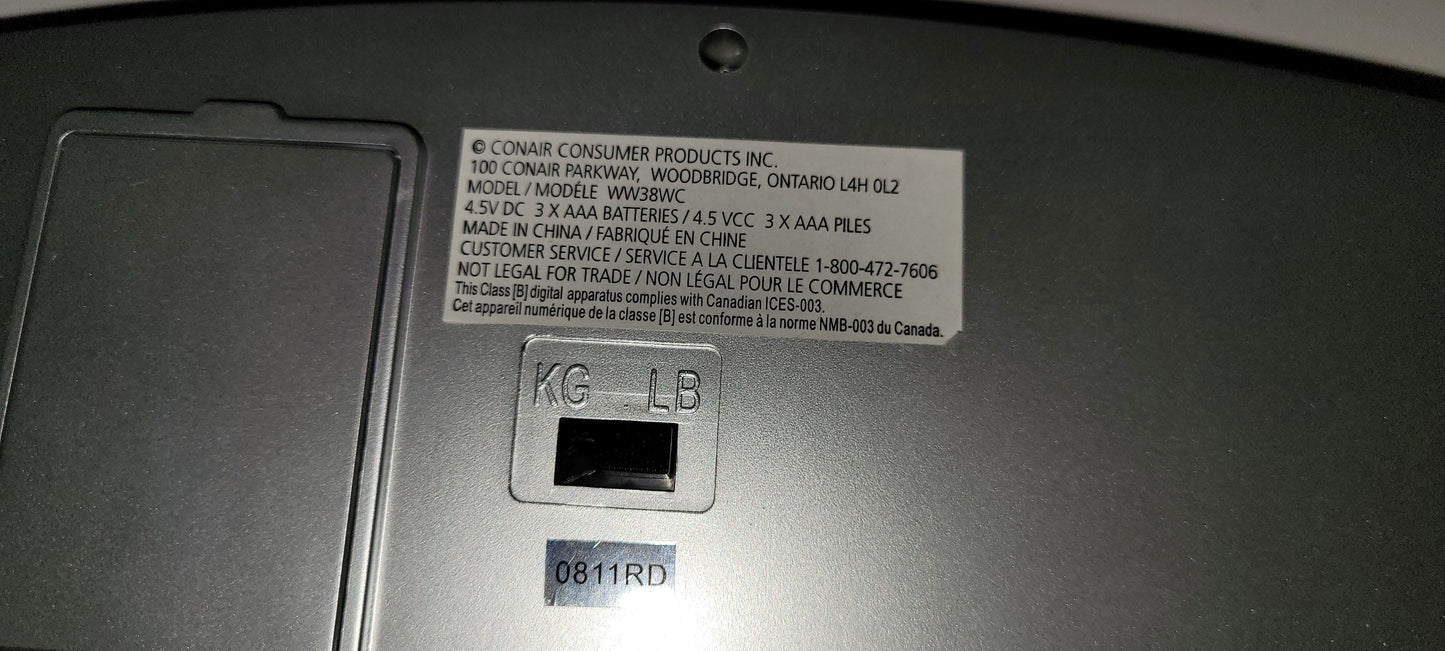 © CONAIR CONSUMER PRODUCTS INC.
100 CONAIR PARKWAY, WOODBRIDGE, ONTARIO L4H 0L2
MODEL / MODÉLE WW38WC
4.5V DC 3 X AAA BATTERIES / 4.5 VCC 3 X AAA PILES
MADE IN CHINA / FABRIQUÉ EN CHINE
CUSTOMER SERVICE / SERVICE A LA CLIENTELE 1-800-472-7606
NOT LEGAL FOR TRADE / NON LÉGAL POUR LE COMMERCE
This Class [B] digital apparatus complies with Canadian ICES-003.
Cet appareil numérique de la classe [B] est conforme à la norme NMB-003 du Canada.
KG LB
0811RD